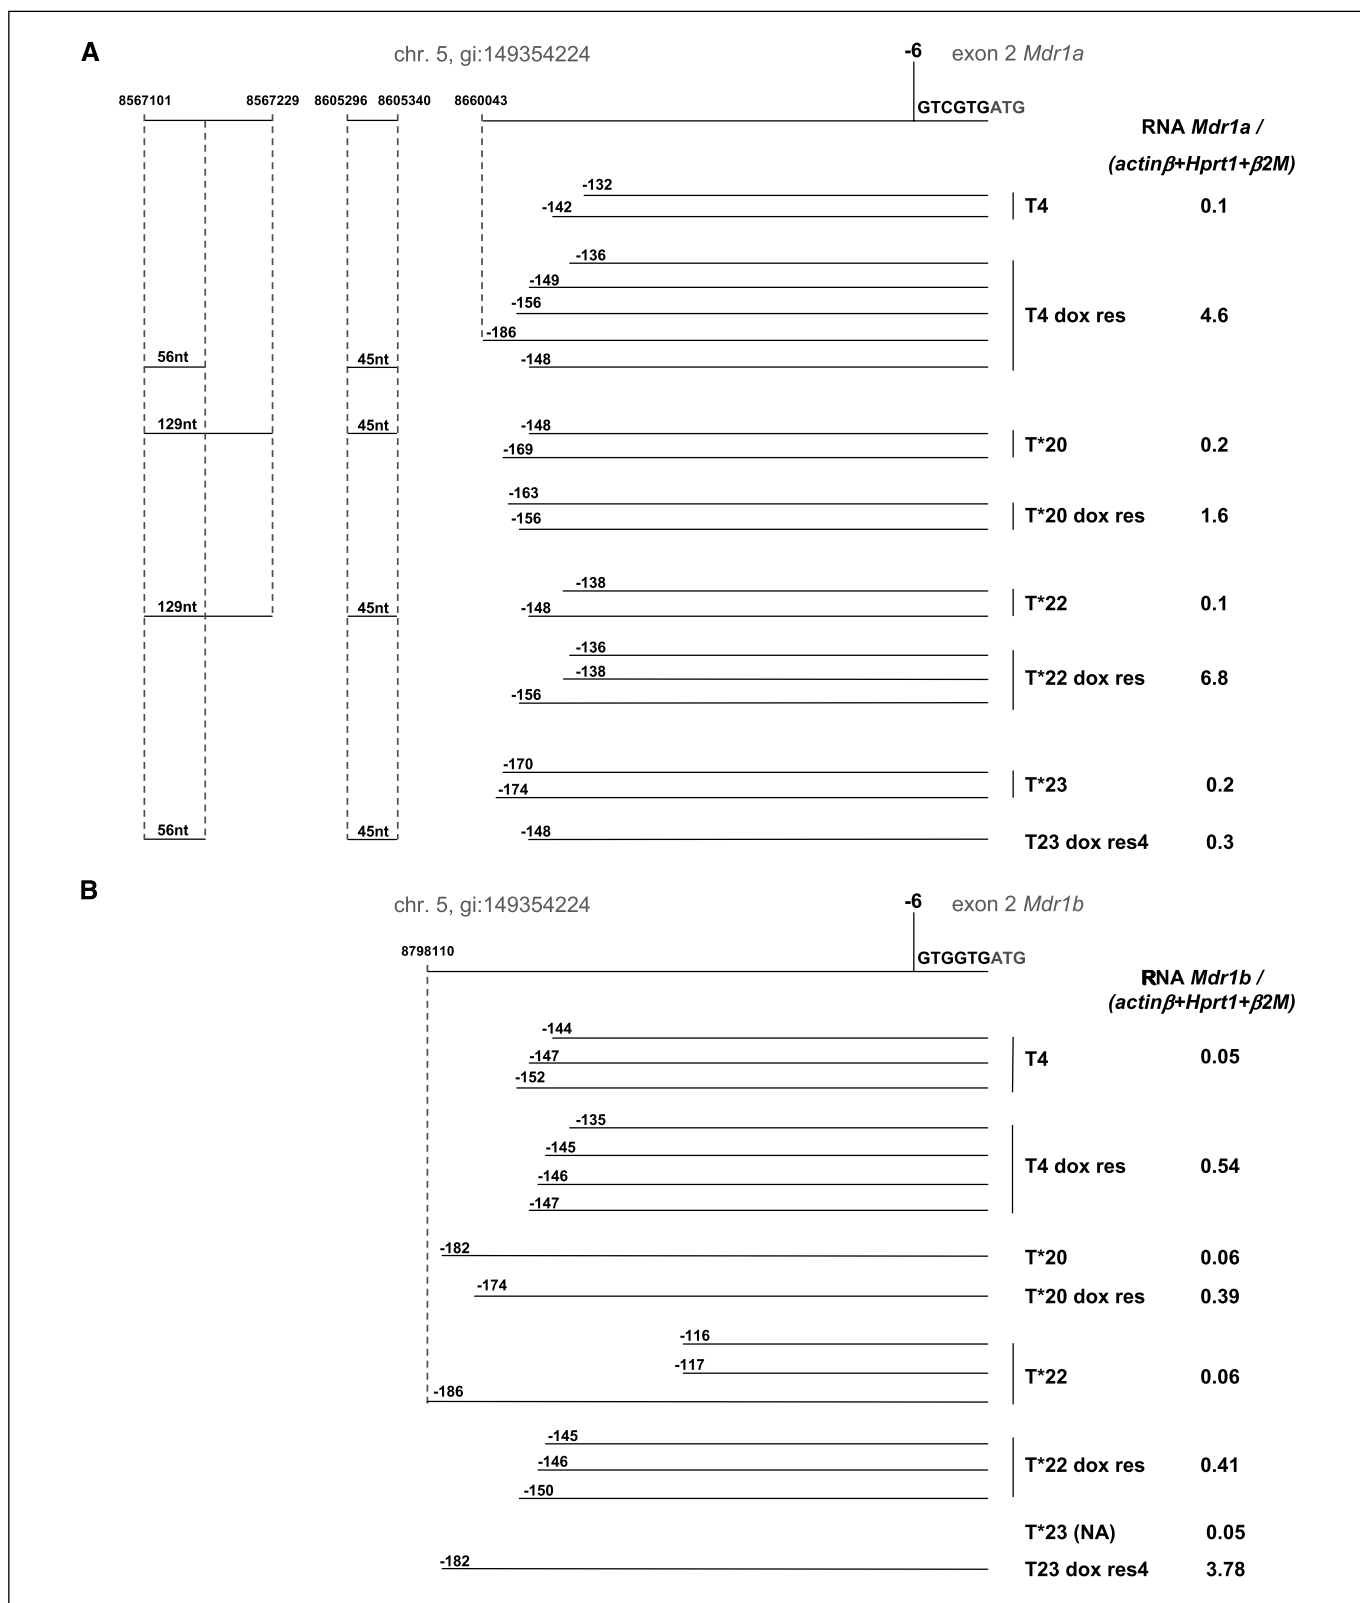 A
chr. 5, gi:149354224
-6
exon 2 Mdr1a
8567101 8567229 8605296 8605340 8660043
GTCGTGATG
RNA Mdr1a /
(actinβ+Hprt1+β2M)
-132
-142
T4 0.1
-136
-149
-156
T4 dox res 4.6
-186
56nt 45nt -148
129nt 45nt -148
T*20 0.2
-169
-163
T*20 dox res 1.6
-156
-138
T*22 0.1
129nt 45nt -148
-136
-138
T*22 dox res 6.8
-156
-170
T*23 0.2
-174
56nt 45nt -148
T23 dox res4 0.3
B
chr. 5, gi:149354224
-6
exon 2 Mdr1b
8798110
GTGGTGATG
RNA Mdr1b /
(actinβ+Hprt1+β2M)
-144
-147
T4 0.05
-152
-135
-145
T4 dox res 0.54
-146
-147
-182
T*20 0.06
-174
T*20 dox res 0.39
-116
-117
T*22 0.06
-186
-145
-146
T*22 dox res 0.41
-150
T*23 (NA) 0.05
-182
T23 dox res4 3.78